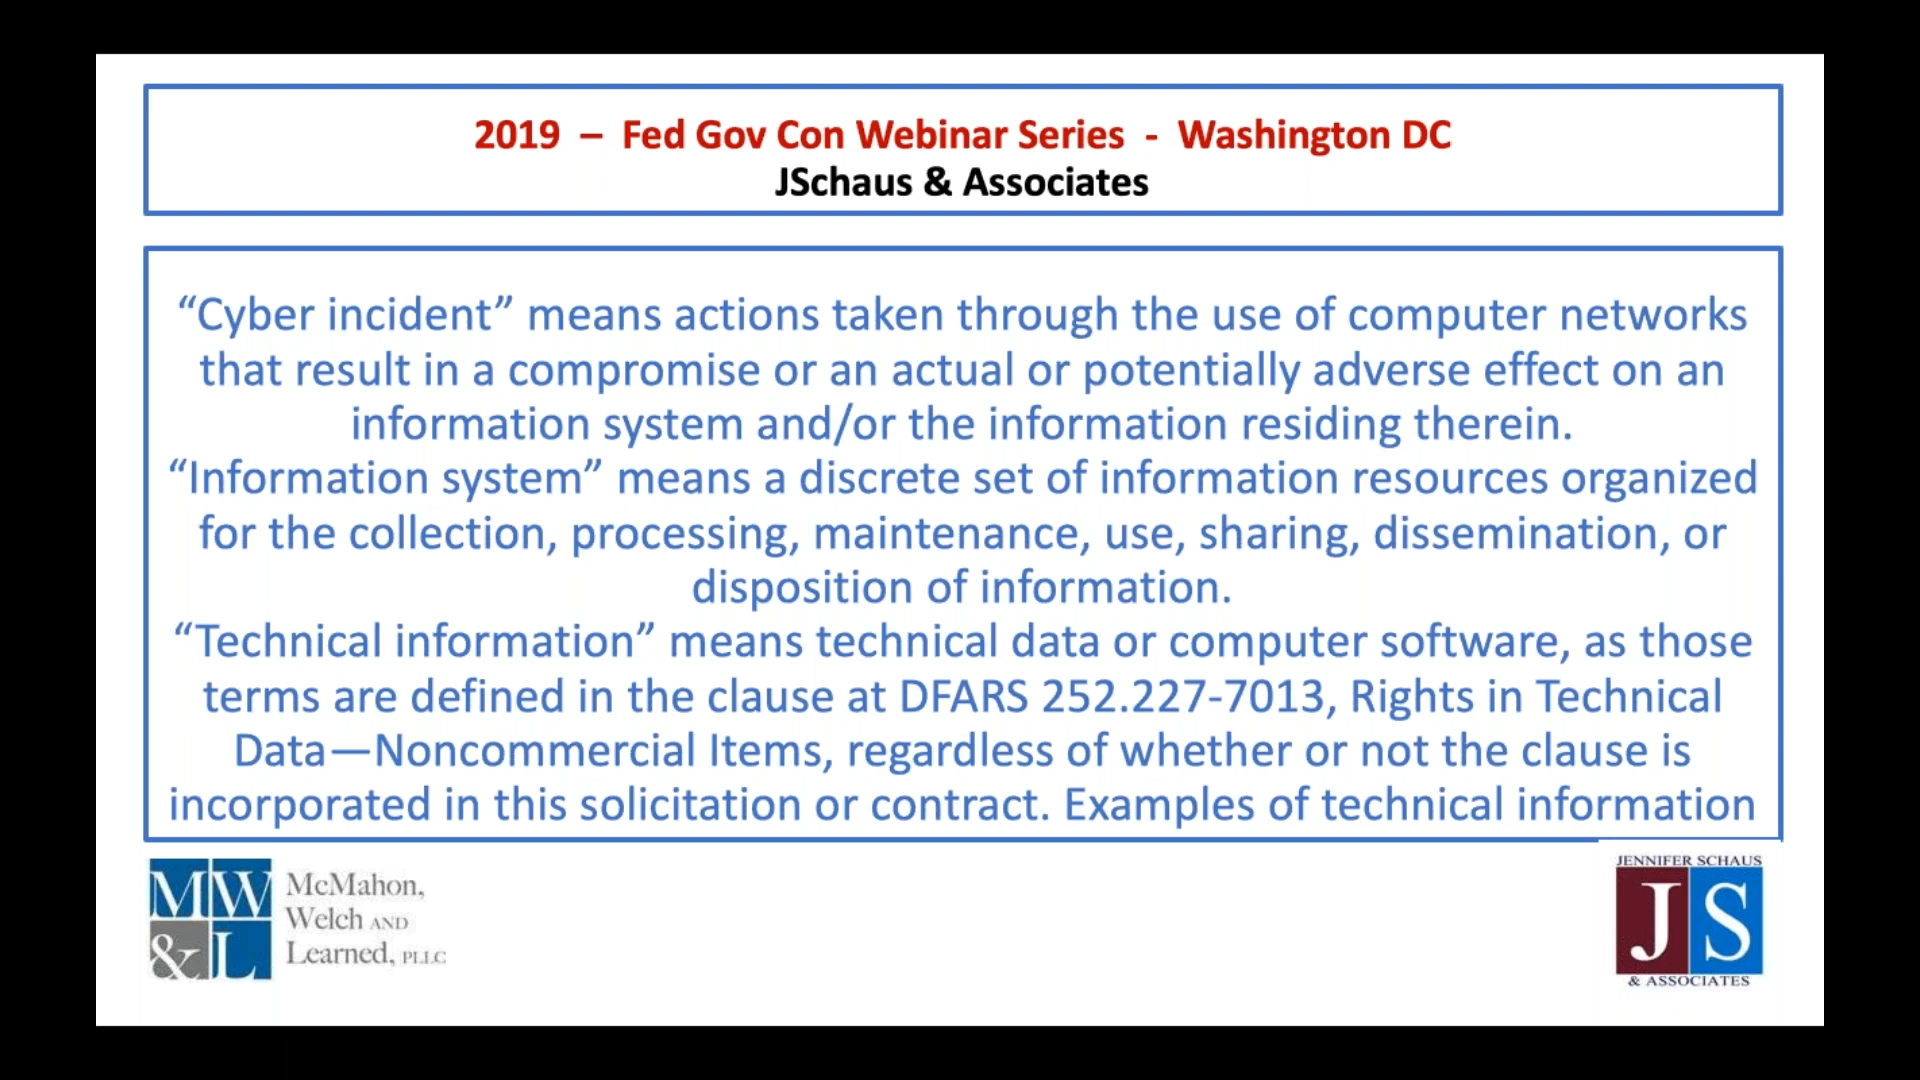 2019 – Fed Gov Con Webinar Series - Washington DC
JSchaus & Associates
“Cyber incident” means actions taken through the use of computer networks
that result in a compromise or an actual or potentially adverse effect on an
information system and/or the information residing therein.
“Information system” means a discrete set of information resources organized
for the collection, processing, maintenance, use, sharing, dissemination, or
disposition of information.
“Technical information” means technical data or computer software, as those
terms are defined in the clause at DFARS 252.227-7013, Rights in Technical
Data—Noncommercial Items, regardless of whether or not the clause is
incorporated in this solicitation or contract. Examples of technical information
MW
&L
McMahon,
Welch AND
Learned, PLLC
JENNIFER SCHAUS
JS
& ASSOCIATES